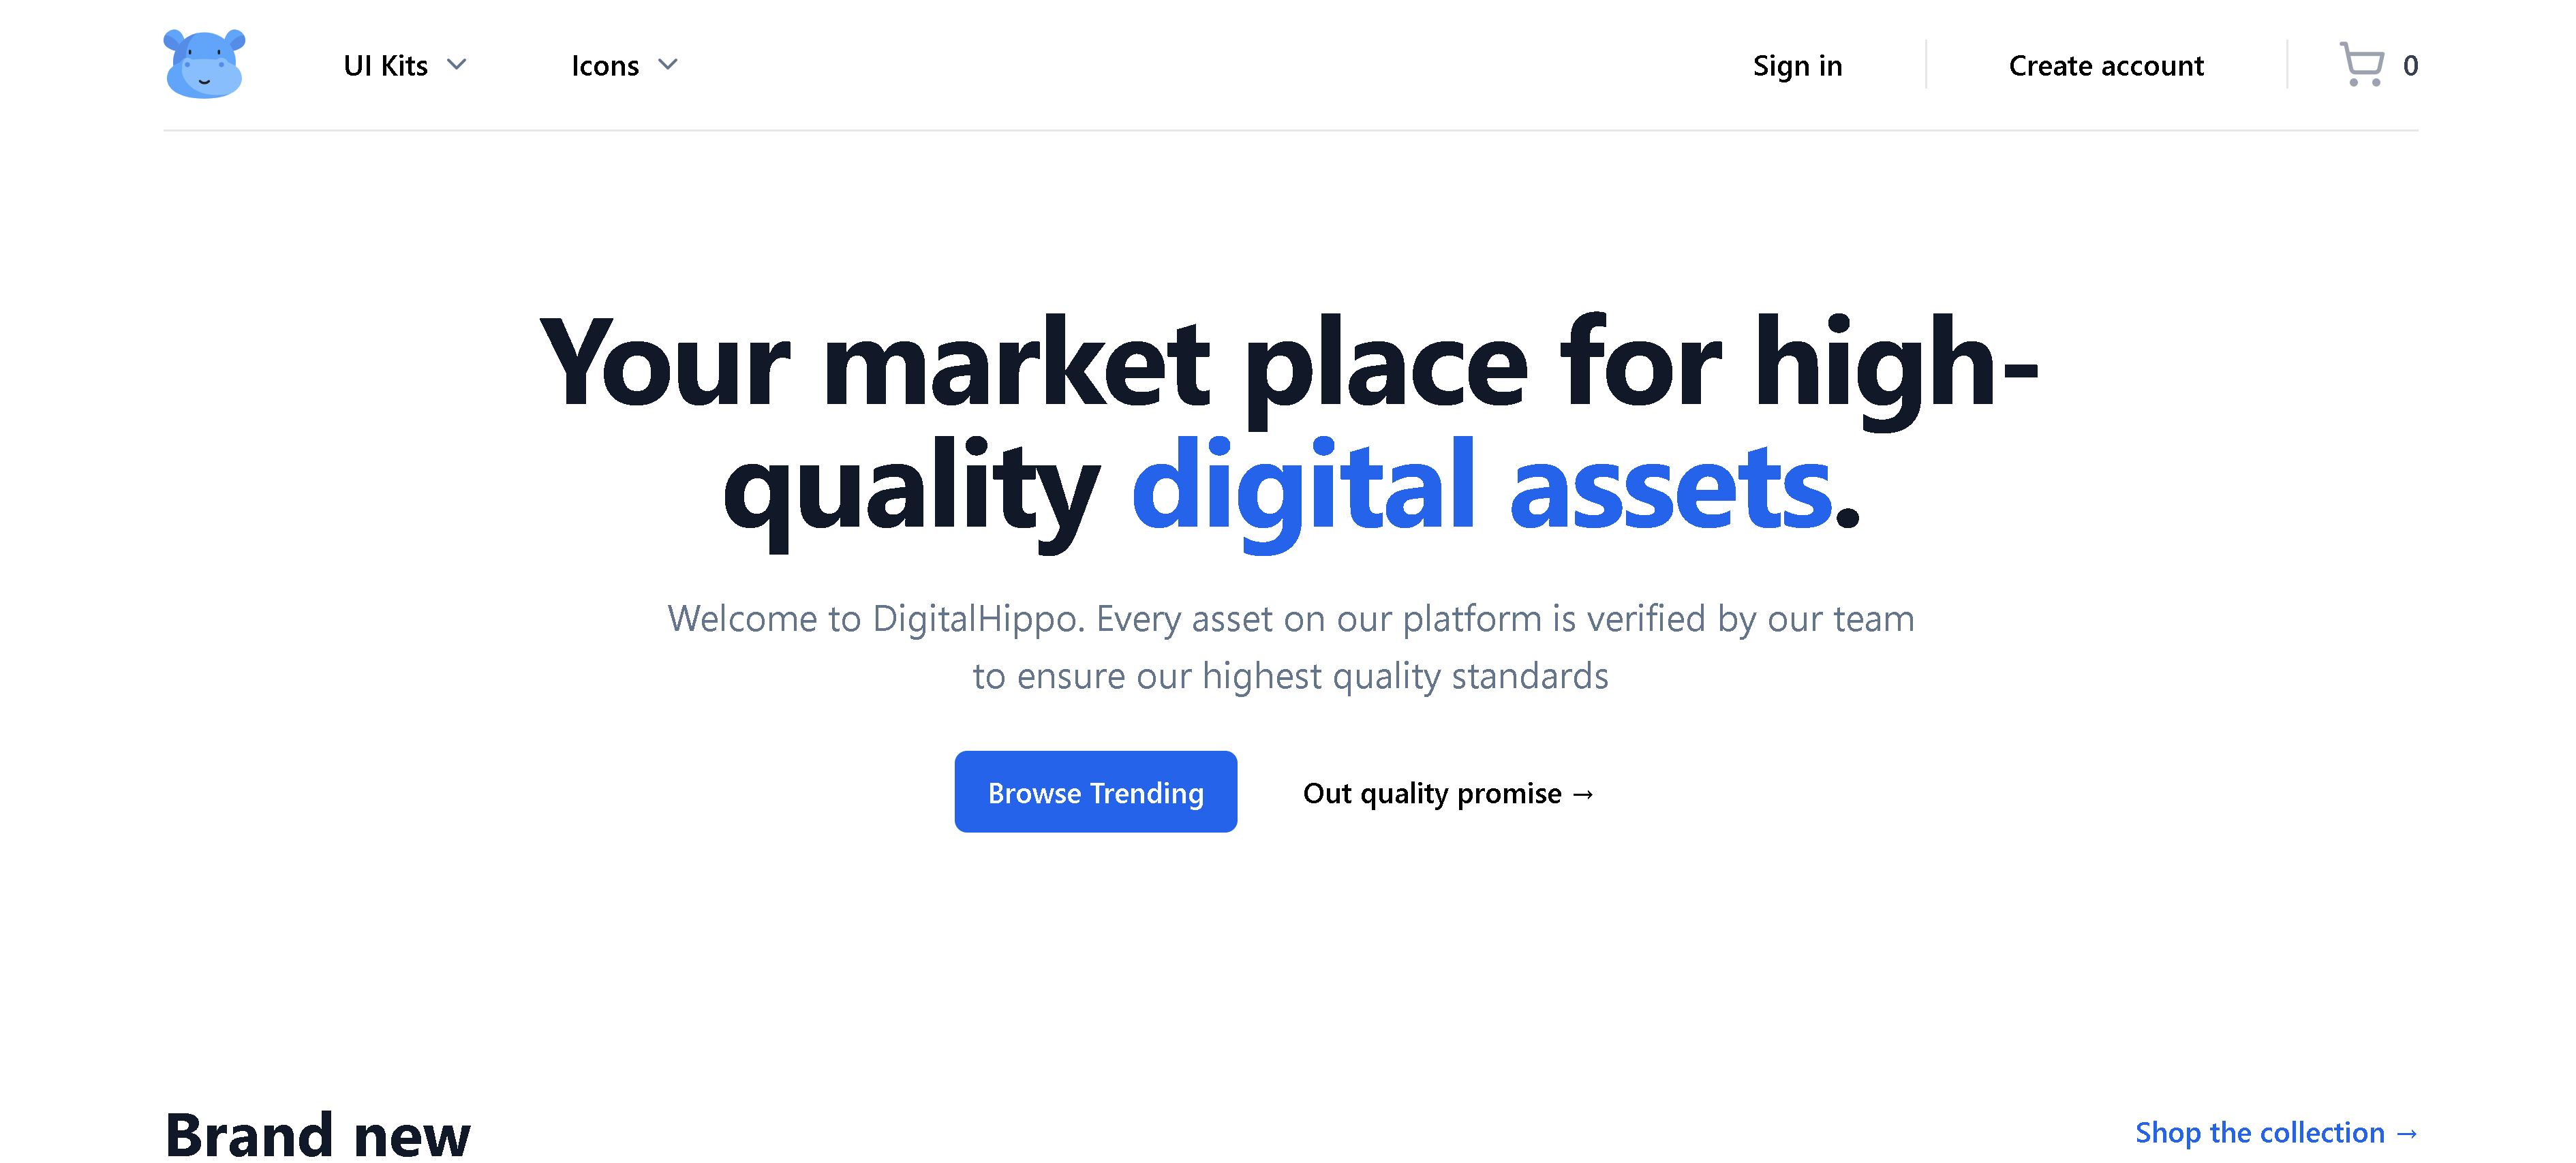 UI Kits
Icons
Sign in
Create account
0
Your market place for high-
quality digital assets.
Welcome to DigitalHippo. Every asset on our platform is verified by our team
to ensure our highest quality standards
Browse Trending
Out quality promise →
Brand new
Shop the collection →